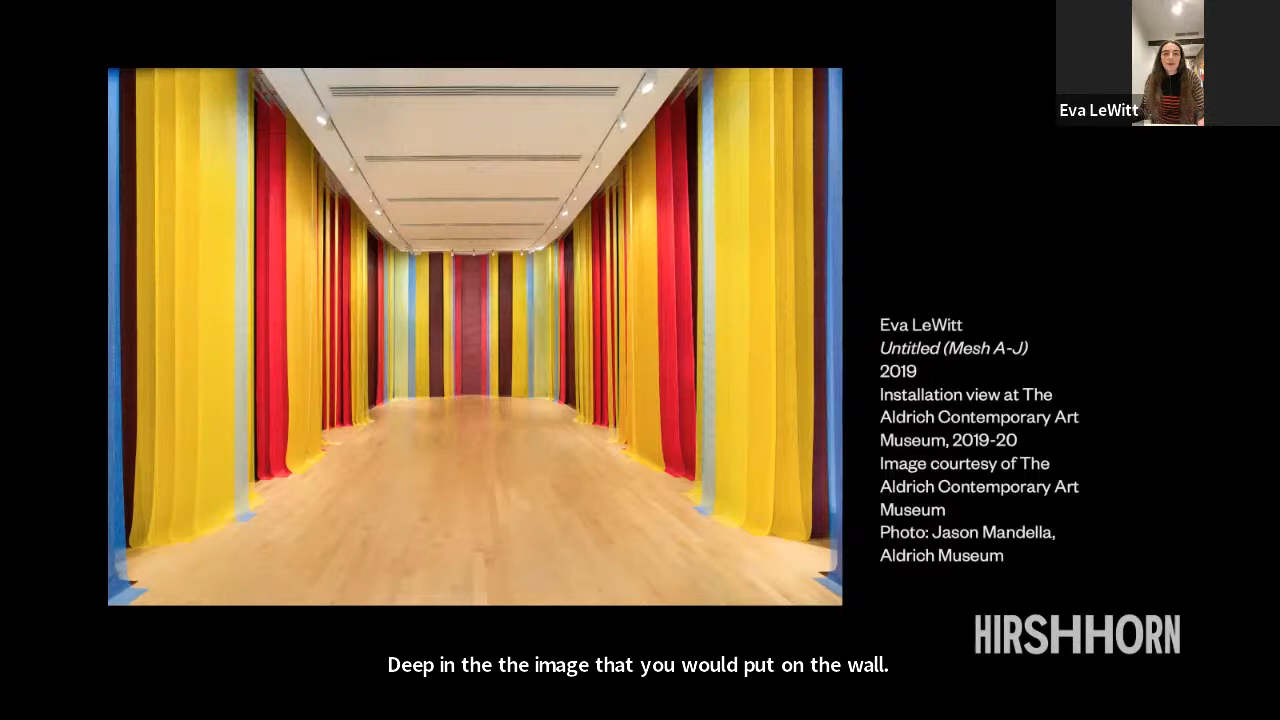 Eva LeWitt
Eva LeWitt
Untitled (Mesh A-J)
2019
Installation view at The
Aldrich Contemporary Art
Museum, 2019-20
Image courtesy of The
Aldrich Contemporary Art
Museum
Photo: Jason Mandella,
Aldrich Museum
HIRSHHORN
Deep in the the image that you would put on the wall.